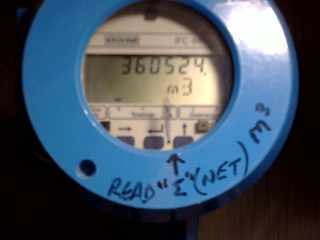 360524.
m3
READ "Σ" (NET) M3